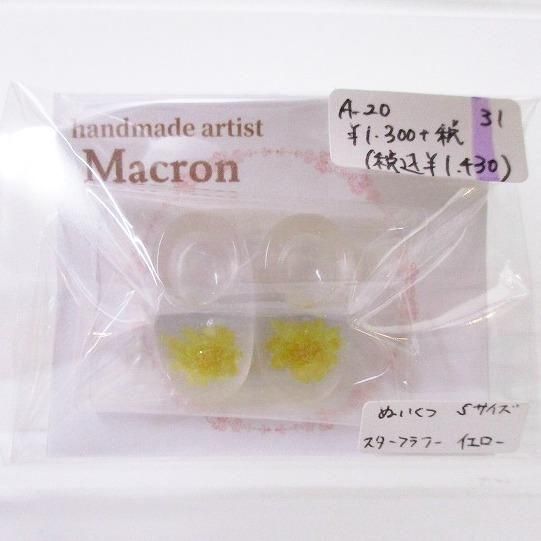 handmade artist
Macron
A-20 31
¥1.300+税
(税込¥1.430)
ぬいくつ Sサイズ
スターフラワー イエロー